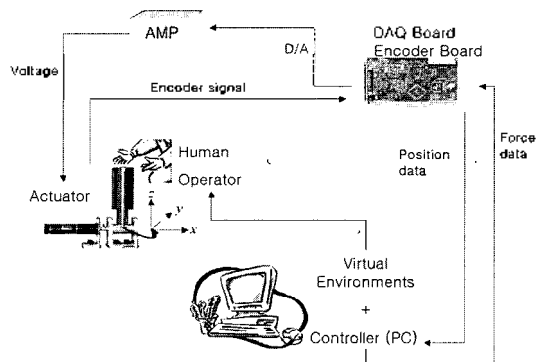 AMP
DAQ Board
Encoder Board
D/A
Voltage
Encoder signal
Force
data
Human
Operator
Position
data
Actuator
z
y
x
Virtual
Environments
+
Controller (PC)